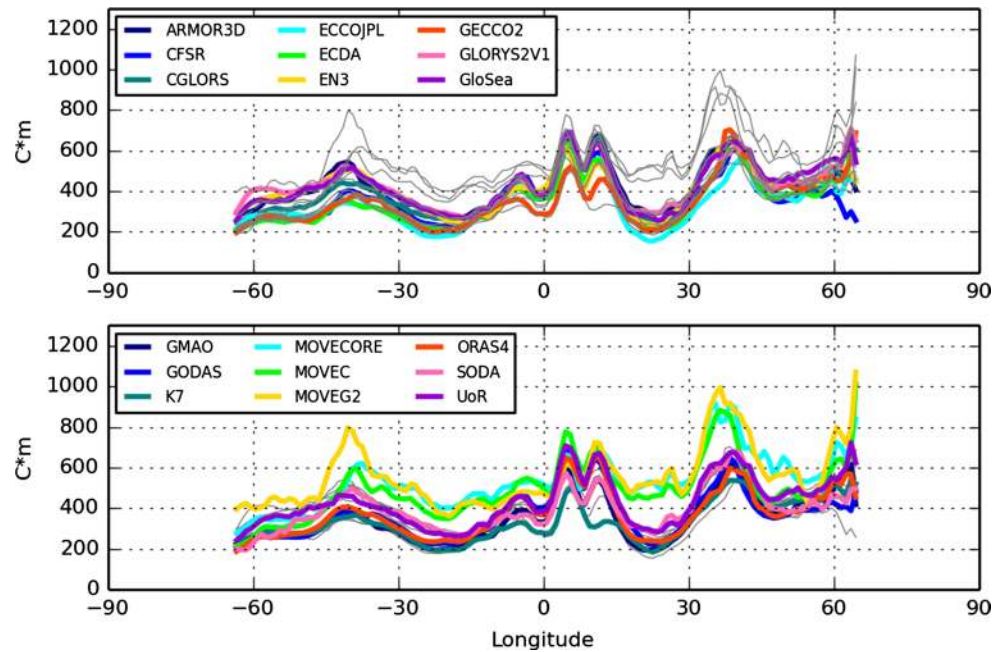 1300
1000
800
600
400
200
0
C*m
ARMOR3D ECCOJPL GECCO2
CFSR ECDA GLORYS2V1
CGLORS EN3 GloSea
−90 −60 −30 0 30 60 90
1200
1000
800
600
400
200
0
C*m
GMAO MOVECORE ORAS4
GODAS MOVEC SODA
K7 MOVEG2 UoR
−90 −60 −30 0 30 60 90
Longitude